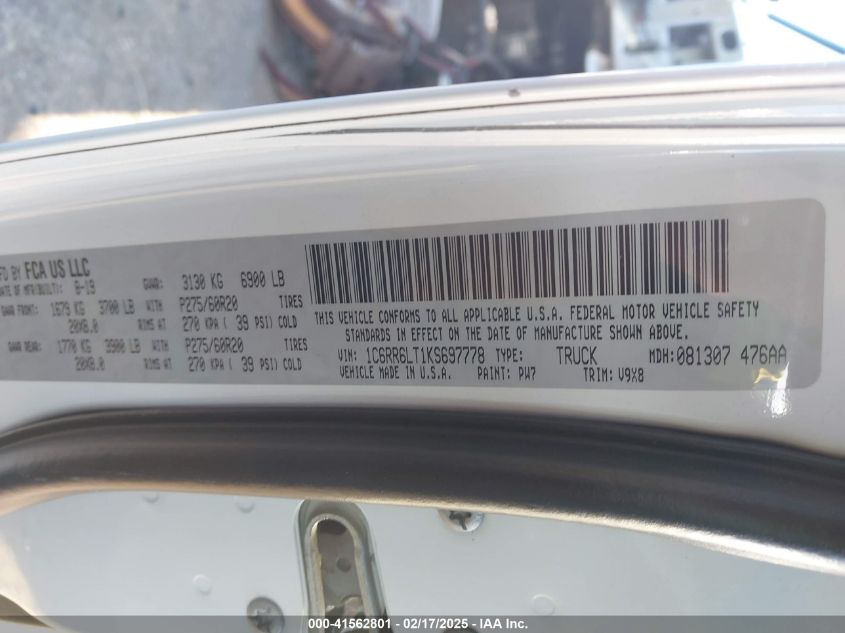 MFD BY FCA US LLC
DATE OF MFR(BUILT): 8-19 GVWR: 3130 KG 6900 LB
GAWR FRONT: 1679 KG 3700 LB WITH P275/60R20 TIRES
20X8.0 RIMS AT 270 KPA ( 39 PSI) COLD
GAWR REAR: 1770 KG 3900 LB WITH P275/60R20 TIRES
20X8.0 RIMS AT 270 KPA ( 39 PSI) COLD
THIS VEHICLE CONFORMS TO ALL APPLICABLE U.S.A. FEDERAL MOTOR VEHICLE SAFETY
STANDARDS IN EFFECT ON THE DATE OF MANUFACTURE SHOWN ABOVE.
VIN: 1C6RR6LT1KS697778 TYPE: TRUCK MDH: 081307 476AA
VEHICLE MADE IN U.S.A. PAINT: PW7 TRIM: V9X8
000-41562801 - 02/17/2025 - IAA Inc.